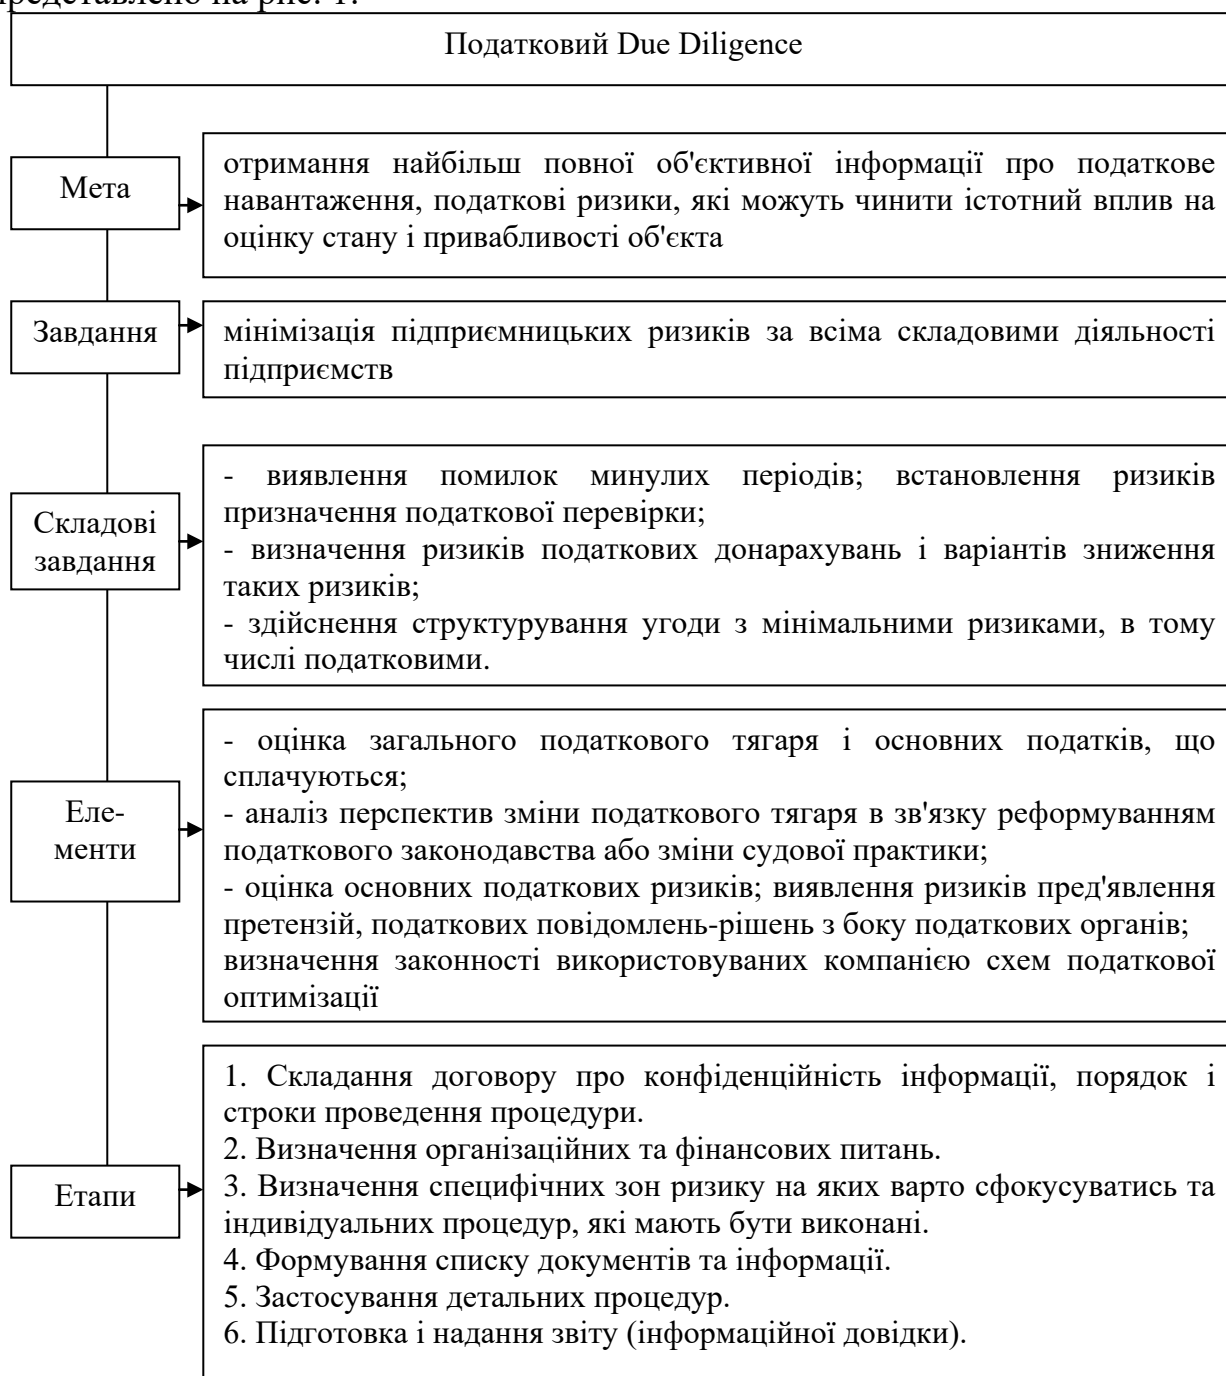 представлено на рис. 1.
Податковий Due Diligence
Мета
отримання найбільш повної об'єктивної інформації про податкове
навантаження, податкові ризики, які можуть чинити істотний вплив на
оцінку стану і привабливості об'єкта
Завдання
мінімізація підприємницьких ризиків за всіма складовими діяльності
підприємств
Складові
завдання
- виявлення помилок минулих періодів; встановлення ризиків
призначення податкової перевірки;
- визначення ризиків податкових донарахувань і варіантів зниження
таких ризиків;
- здійснення структурування угоди з мінімальними ризиками, в тому
числі податковими.
Еле-
менти
- оцінка загального податкового тягаря і основних податків, що
сплачуються;
- аналіз перспектив зміни податкового тягаря в зв'язку реформуванням
податкового законодавства або зміни судової практики;
- оцінка основних податкових ризиків; виявлення ризиків пред'явлення
претензій, податкових повідомлень-рішень з боку податкових органів;
визначення законності використовуваних компанією схем податкової
оптимізації
Етапи
1. Складання договору про конфіденційність інформації, порядок і
строки проведення процедури.
2. Визначення організаційних та фінансових питань.
3. Визначення специфічних зон ризику на яких варто сфокусуватись та
індивідуальних процедур, які мають бути виконані.
4. Формування списку документів та інформації.
5. Застосування детальних процедур.
6. Підготовка і надання звіту (інформаційної довідки).